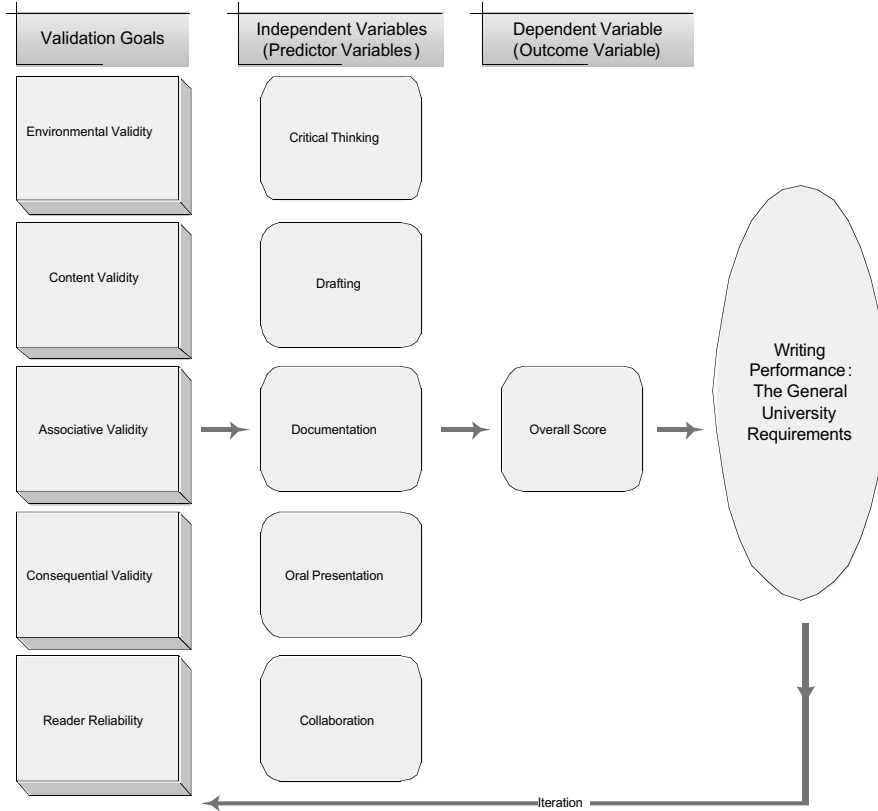 Validation Goals
Independent Variables
(Predictor Variables)
Dependent Variable
(Outcome Variable)
Environmental Validity
Critical Thinking
Content Validity
Drafting
Associative Validity
Documentation
Overall Score
Writing
Performance:
The General
University
Requirements
Consequential Validity
Oral Presentation
Reader Reliability
Collaboration
Iteration